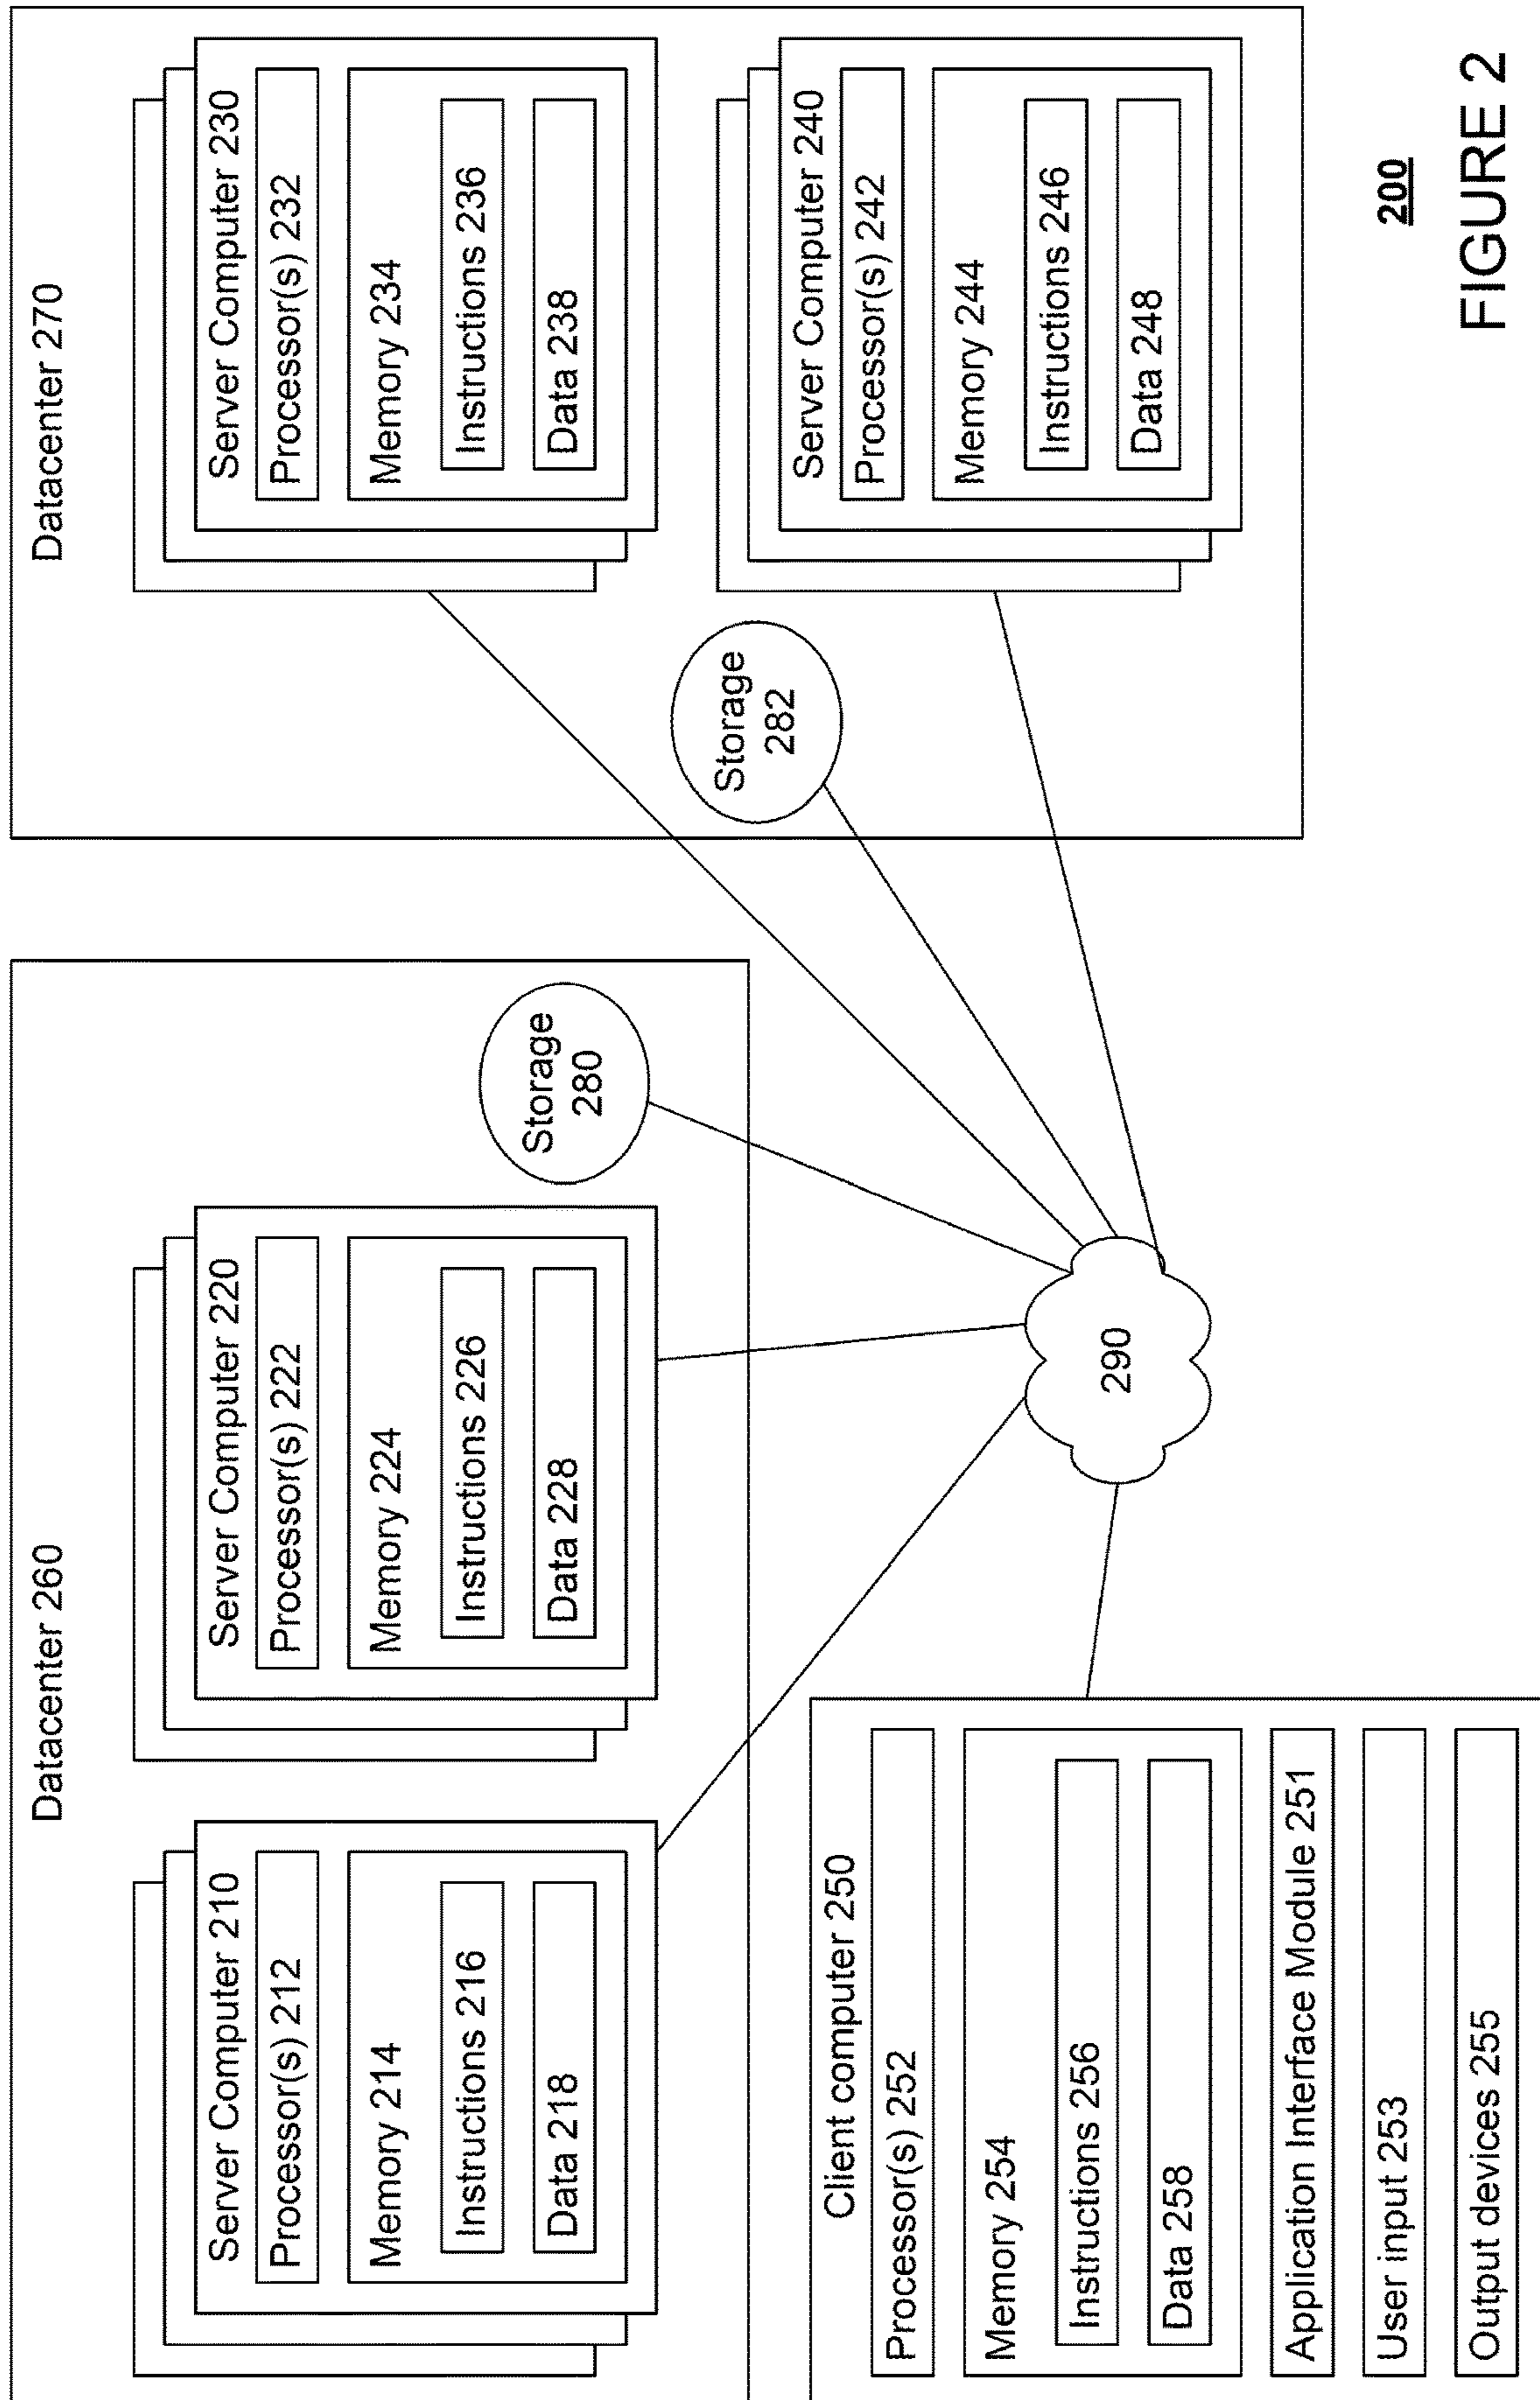 Datacenter 260
Server Computer 210
Processor(s) 212
Memory 214
Instructions 216
Data 218
Server Computer 220
Processor(s) 222
Memory 224
Instructions 226
Data 228
Storage
280
Datacenter 270
Server Computer 230
Processor(s) 232
Memory 234
Instructions 236
Data 238
Storage
282
Server Computer 240
Processor(s) 242
Memory 244
Instructions 246
Data 248
Client computer 250
Processor(s) 252
Memory 254
Instructions 256
Data 258
Application Interface Module 251
User input 253
Output devices 255
290
200
FIGURE 2